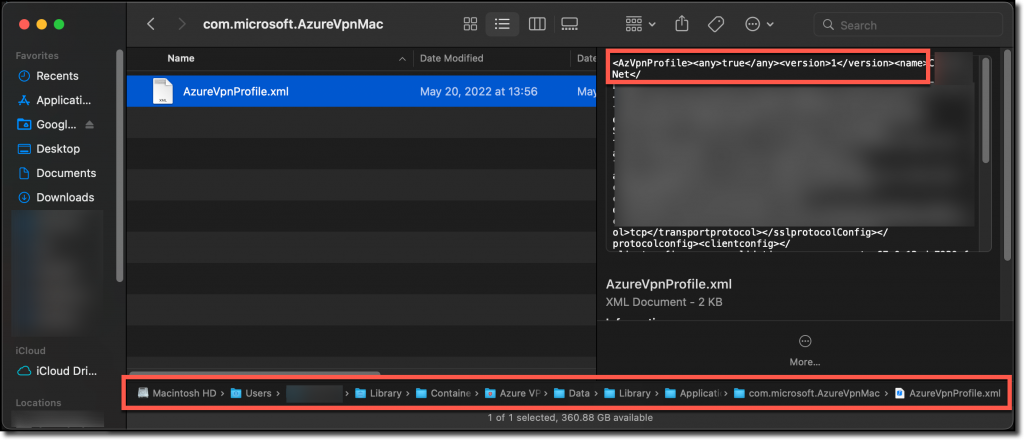 com.microsoft.AzureVpnMac
Search
Favorites
Recents
Applicati...
Googl...
Desktop
Documents
Downloads
iCloud
iCloud Dri...
Locations
Name
Date Modified
Date
AzureVpnProfile.xml
May 20, 2022 at 13:56
May
<AzVpnProfile><any>true</any><version>1</version><name>C
Net</
ol>tcp</transportprotocol></sslprotocolConfig></
protocolconfig><clientconfig></
AzureVpnProfile.xml
XML Document - 2 KB
More...
Macintosh HD › Users › Library › Containe › Azure VP › Data › Library › Applicati › com.microsoft.AzureVpnMac › AzureVpnProfile.xml
1 of 1 selected, 360.88 GB available